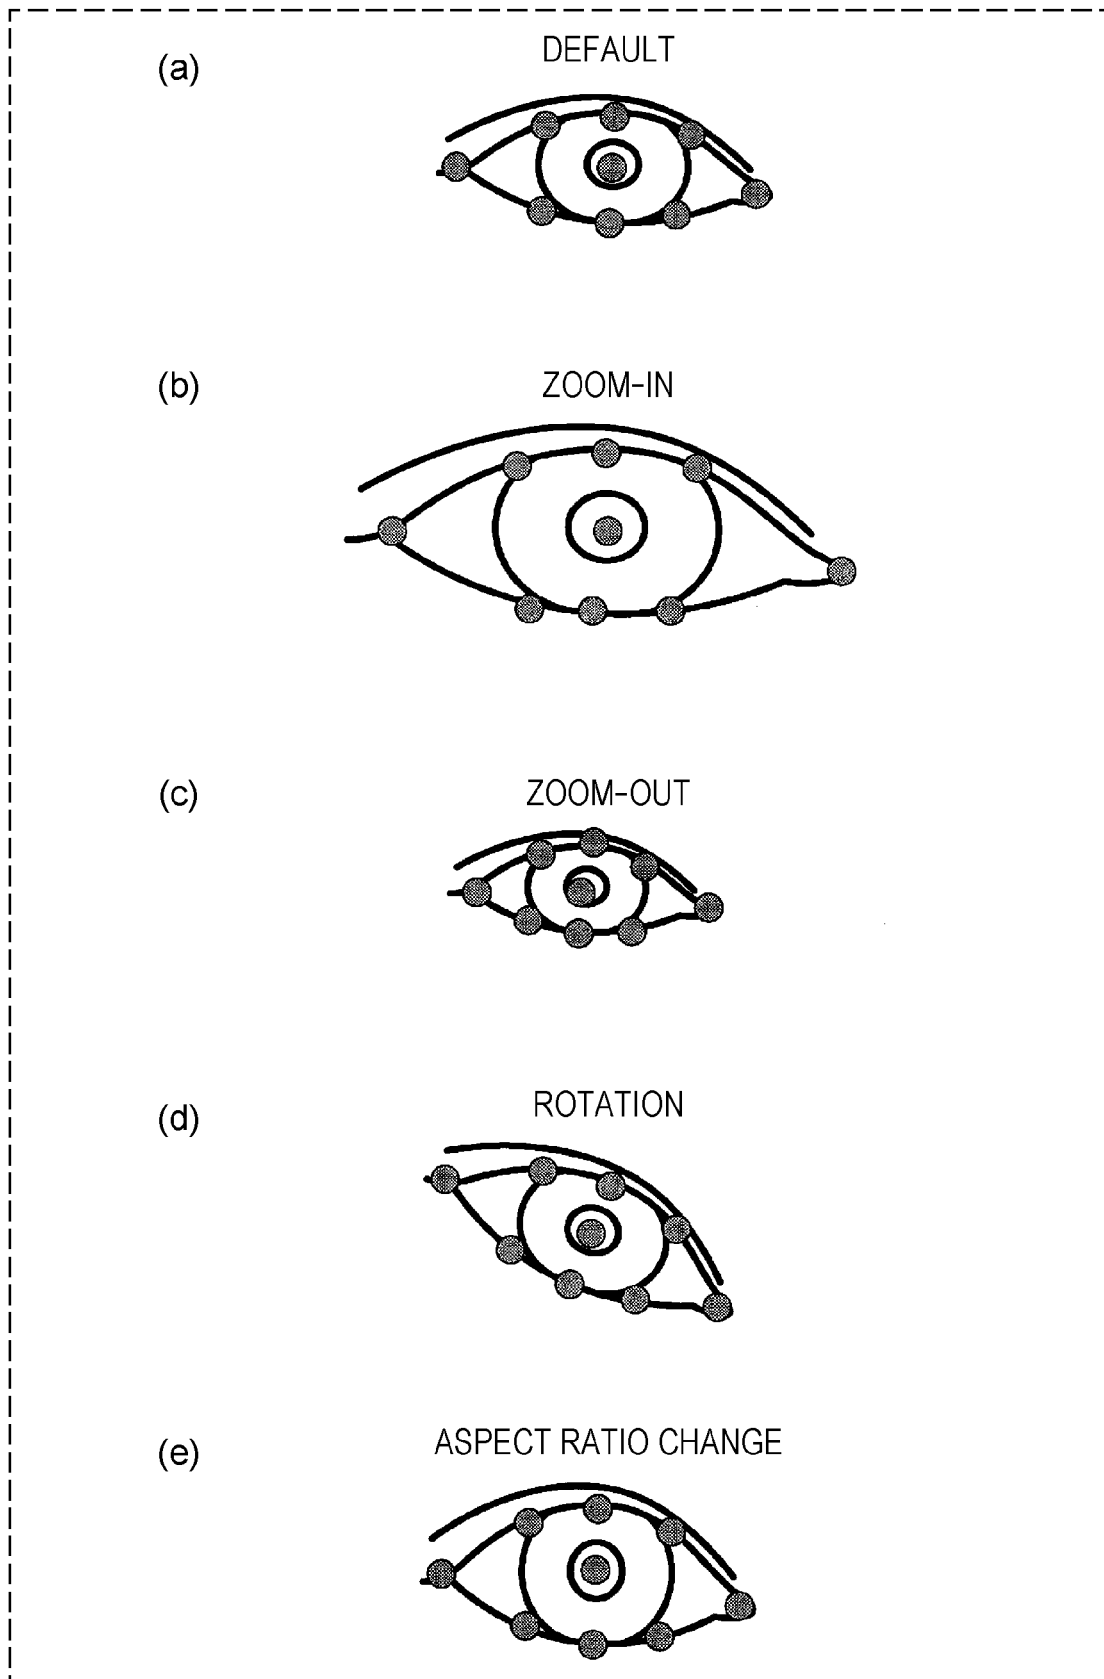 (a) DEFAULT
(b) ZOOM-IN
(c) ZOOM-OUT
(d) ROTATION
(e) ASPECT RATIO CHANGE